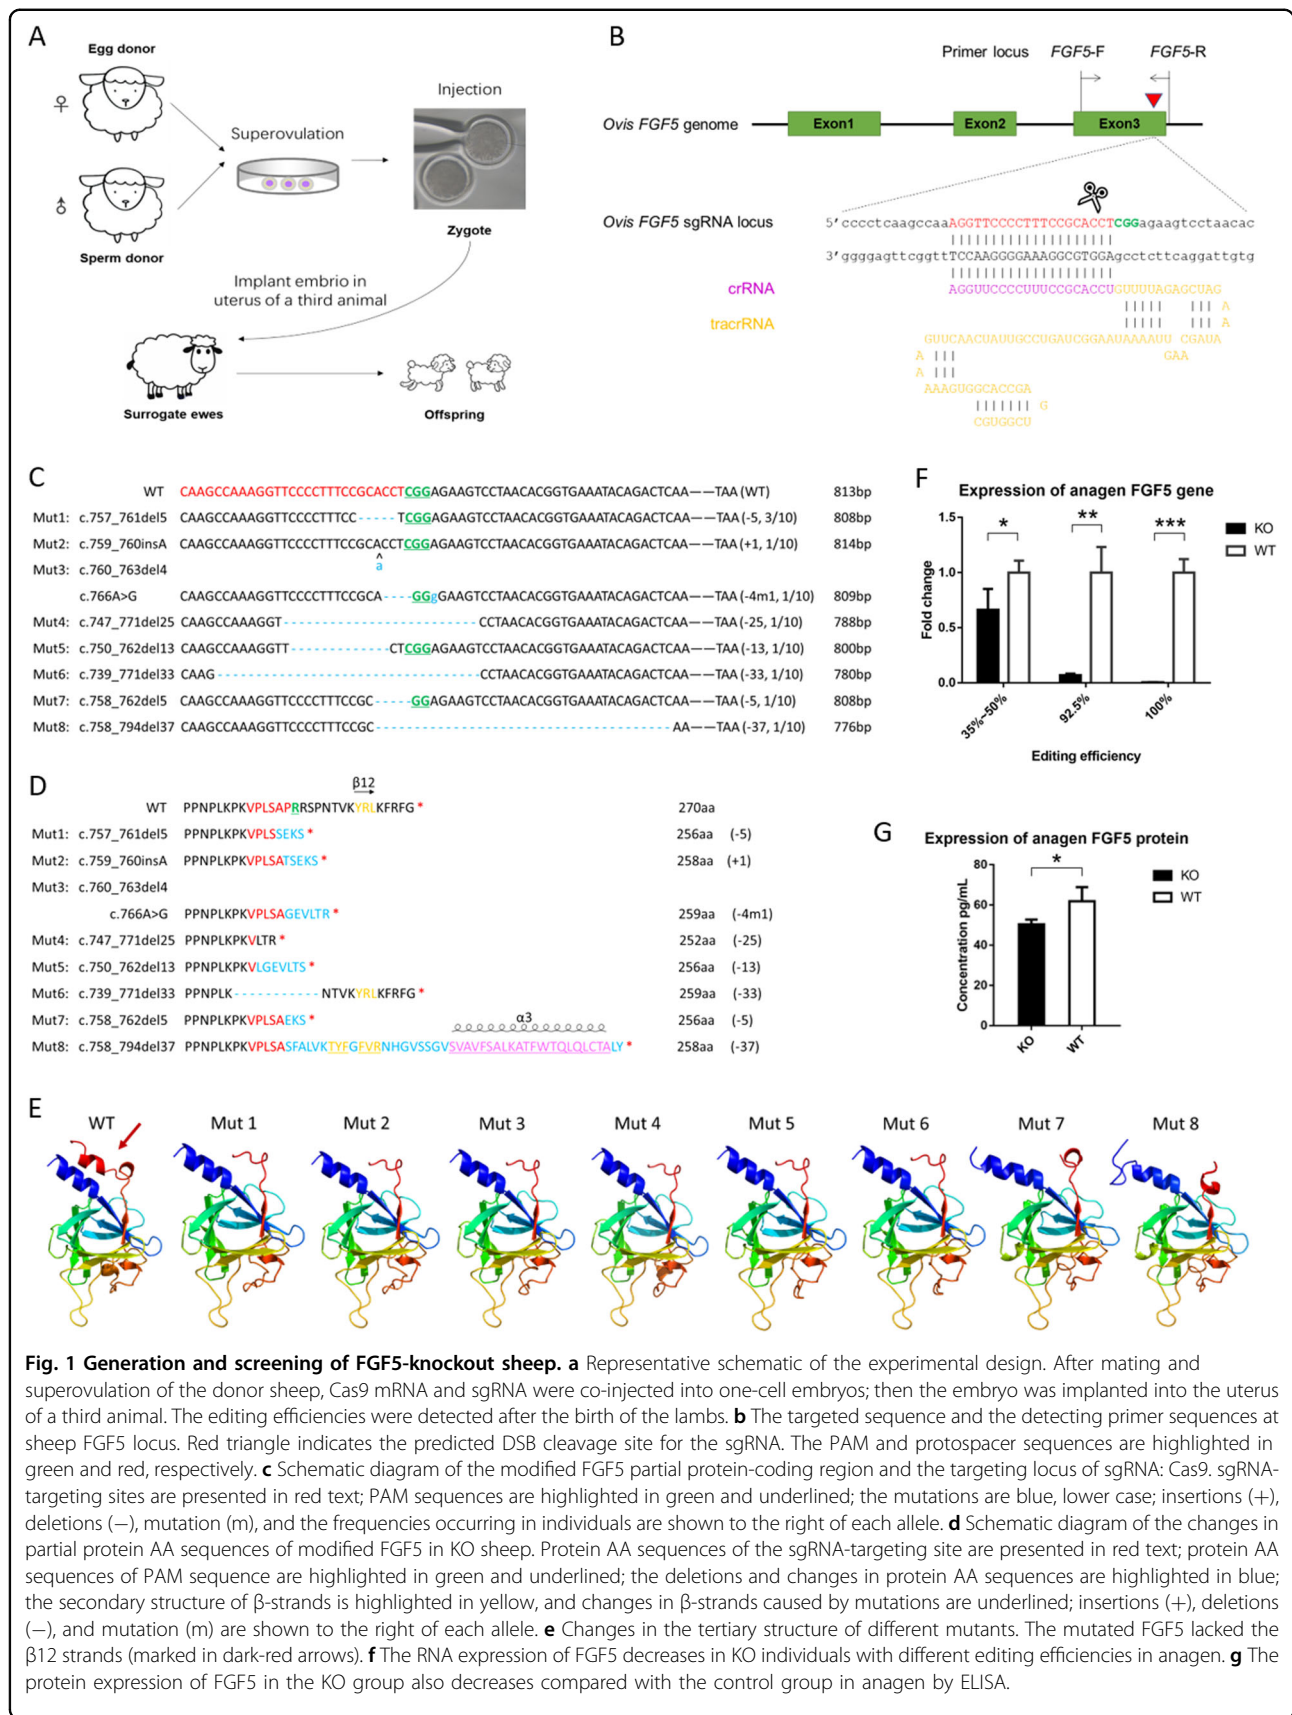 A
Egg donor
♀
Sperm donor
♂
Superovulation
Injection
Zygote
Implant embrio in
uterus of a third animal
Surrogate ewes
Offspring
B
Primer locus FGF5-F FGF5-R
Ovis FGF5 genome Exon1 Exon2 Exon3
Ovis FGF5 sgRNA locus
5'cccctcaagccaaAGGTTCCCCTTTCCGCACCTCGGagaagtcctaacac
3'ggggagttcggttTCCAAGGGGAAAGGCGTGGAgcctcttcaggattgtg
crRNA AGGUUCCCCUUUCCGCACCUGUUUUAGAGCUAG
A
tracrRNA A
GUUCAACUAUUGCCUGAUCGGAAUAAAAUU CGAUA
A GAA
A
AAAGUGGCACCGA
G
CGUGGCU
C
WT CAAGCCAAAGGTTCCCCTTTCCGCACCTCGGAGAAGTCCTAACACGGTGAAATACAGACTCAA——TAA (WT) 813bp
Mut1: c.757_761del5 CAAGCCAAAGGTTCCCCTTTCC-----TCGGAGAAGTCCTAACACGGTGAAATACAGACTCAA——TAA (-5, 3/10) 808bp
Mut2: c.759_760insA CAAGCCAAAGGTTCCCCTTTCCGCACCTCGGAGAAGTCCTAACACGGTGAAATACAGACTCAA——TAA (+1, 1/10) 814bp
^
a
Mut3: c.760_763del4
c.766A>G CAAGCCAAAGGTTCCCCTTTCCGCA----GGgGAAGTCCTAACACGGTGAAATACAGACTCAA——TAA (-4m1, 1/10) 809bp
Mut4: c.747_771del25 CAAGCCAAAGGT-------------------------CCTAACACGGTGAAATACAGACTCAA——TAA (-25, 1/10) 788bp
Mut5: c.750_762del13 CAAGCCAAAGGTT-------------CTCGGAGAAGTCCTAACACGGTGAAATACAGACTCAA——TAA (-13, 1/10) 800bp
Mut6: c.739_771del33 CAAG---------------------------------CCTAACACGGTGAAATACAGACTCAA——TAA (-33, 1/10) 780bp
Mut7: c.758_762del5 CAAGCCAAAGGTTCCCCTTTCCGC-----GGAGAAGTCCTAACACGGTGAAATACAGACTCAA——TAA (-5, 1/10) 808bp
Mut8: c.758_794del37 CAAGCCAAAGGTTCCCCTTTCCGC-------------------------------------AA——TAA (-37, 1/10) 776bp
D
β12
WT PPNPLKPKVPLSAPRRSPNTVKYRLKFRFG * 270aa
Mut1: c.757_761del5 PPNPLKPKVPLSSEKS * 256aa (-5)
Mut2: c.759_760insA PPNPLKPKVPLSATSEKS * 258aa (+1)
Mut3: c.760_763del4
c.766A>G PPNPLKPKVPLSAGEVLTR * 259aa (-4m1)
Mut4: c.747_771del25 PPNPLKPKVLTR * 252aa (-25)
Mut5: c.750_762del13 PPNPLKPKVLGEVLTS * 256aa (-13)
Mut6: c.739_771del33 PPNPLK-----------NTVKYRLKFRFG * 259aa (-33)
Mut7: c.758_762del5 PPNPLKPKVPLSAEKS * 256aa (-5)
α3
Mut8: c.758_794del37 PPNPLKPKVPLSASFALVKTYFGFVRNHGVSSGVSVAVFSALKATFWTQLQLCTALY * 258aa (-37)
F
Expression of anagen FGF5 gene
Fold change
1.5
1.0
0.5
0.0
* ** ***
KO
WT
35%~50% 92.5% 100%
Editing efficiency
G
Expression of anagen FGF5 protein
Concentration pg/mL
80
60
40
20
0
*
KO
WT
KO WT
E
WT Mut 1 Mut 2 Mut 3 Mut 4 Mut 5 Mut 6 Mut 7 Mut 8
Fig. 1 Generation and screening of FGF5-knockout sheep. a Representative schematic of the experimental design. After mating and
superovulation of the donor sheep, Cas9 mRNA and sgRNA were co-injected into one-cell embryos; then the embryo was implanted into the uterus
of a third animal. The editing efficiencies were detected after the birth of the lambs. b The targeted sequence and the detecting primer sequences at
sheep FGF5 locus. Red triangle indicates the predicted DSB cleavage site for the sgRNA. The PAM and protospacer sequences are highlighted in
green and red, respectively. c Schematic diagram of the modified FGF5 partial protein-coding region and the targeting locus of sgRNA: Cas9. sgRNA-
targeting sites are presented in red text; PAM sequences are highlighted in green and underlined; the mutations are blue, lower case; insertions (+),
deletions (−), mutation (m), and the frequencies occurring in individuals are shown to the right of each allele. d Schematic diagram of the changes in
partial protein AA sequences of modified FGF5 in KO sheep. Protein AA sequences of the sgRNA-targeting site are presented in red text; protein AA
sequences of PAM sequence are highlighted in green and underlined; the deletions and changes in protein AA sequences are highlighted in blue;
the secondary structure of β-strands is highlighted in yellow, and changes in β-strands caused by mutations are underlined; insertions (+), deletions
(−), and mutation (m) are shown to the right of each allele. e Changes in the tertiary structure of different mutants. The mutated FGF5 lacked the
β12 strands (marked in dark-red arrows). f The RNA expression of FGF5 decreases in KO individuals with different editing efficiencies in anagen. g The
protein expression of FGF5 in the KO group also decreases compared with the control group in anagen by ELISA.